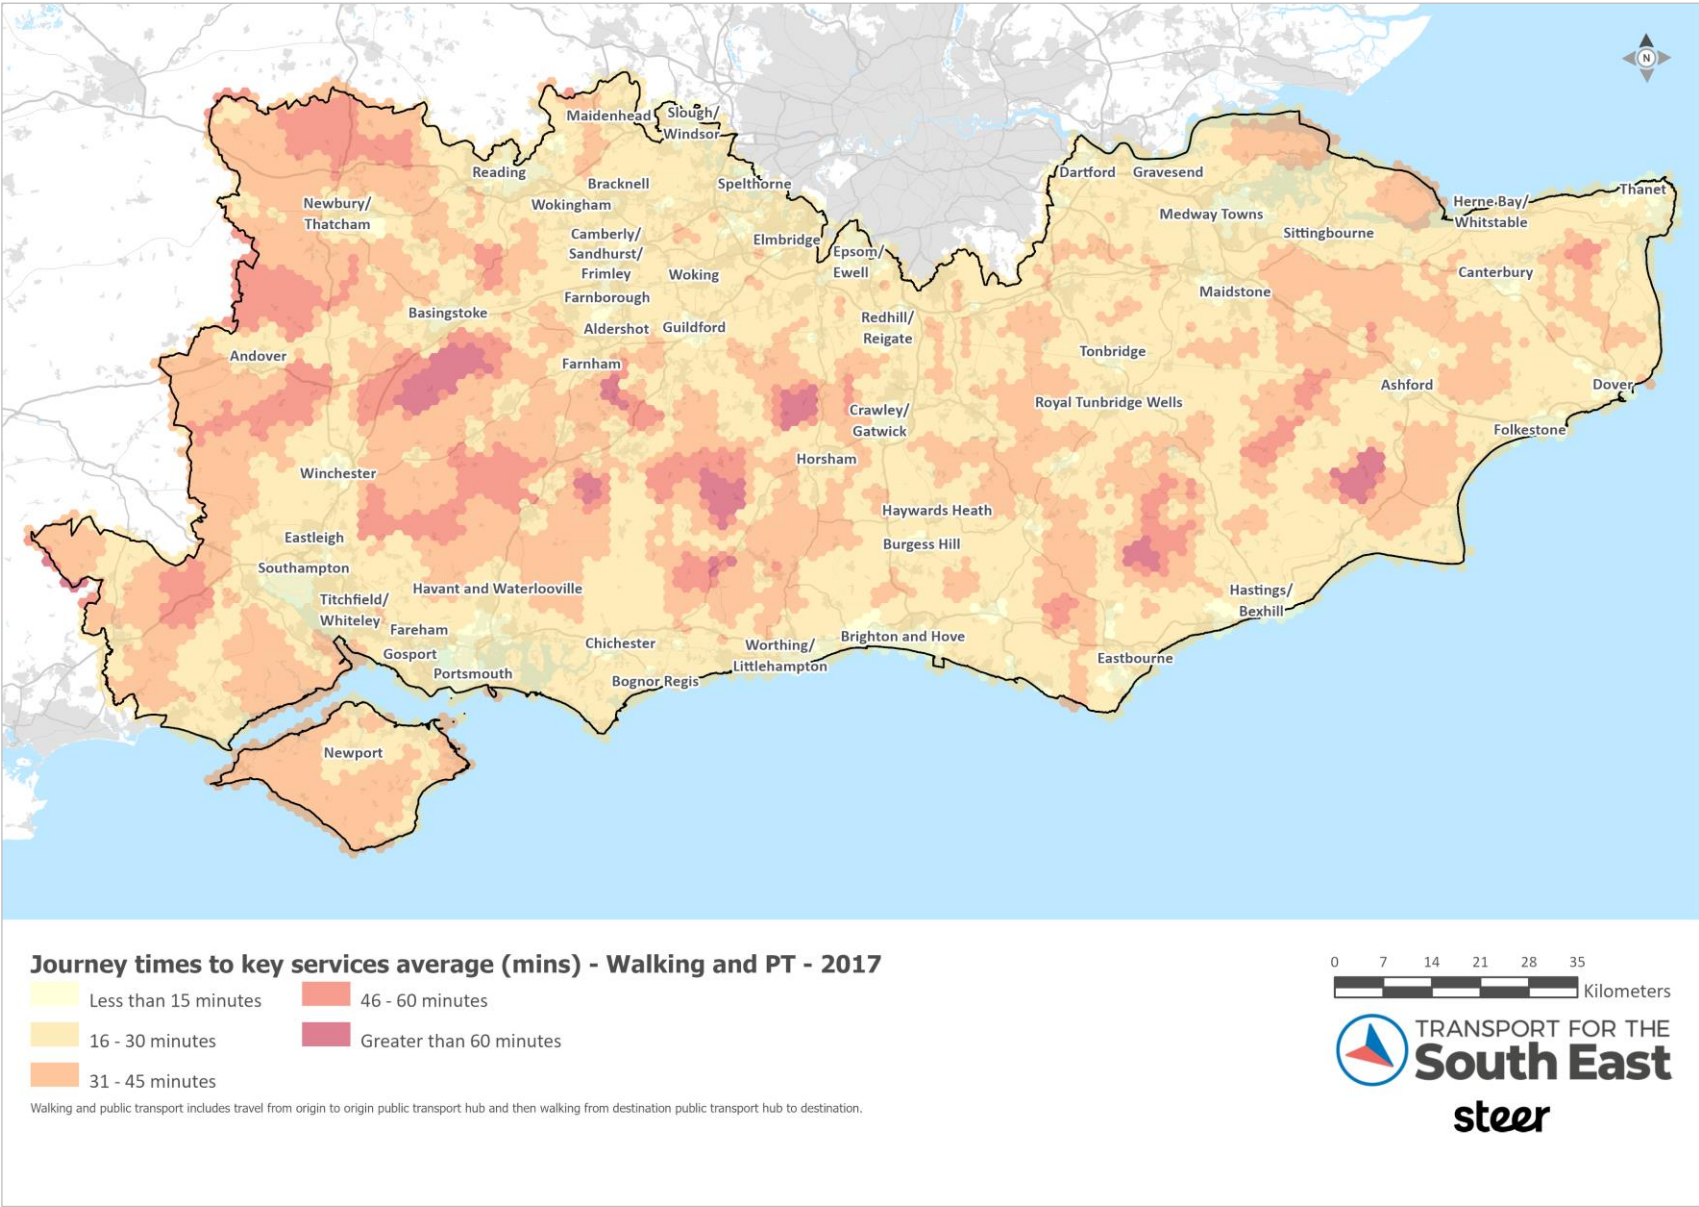 N
Maidenhead
Slough/
Windsor
Reading
Bracknell
Spelthorne
Dartford
Gravesend
Thanet
Newbury/
Thatcham
Wokingham
Medway Towns
Herne Bay/
Whitstable
Camberly/
Sandhurst/
Frimley
Elmbridge
Sittingbourne
Epsom/
Ewell
Woking
Canterbury
Farnborough
Maidstone
Basingstoke
Aldershot
Guildford
Redhill/
Reigate
Andover
Farnham
Tonbridge
Ashford
Dover
Royal Tunbridge Wells
Crawley/
Gatwick
Folkestone
Winchester
Horsham
Haywards Heath
Eastleigh
Burgess Hill
Southampton
Havant and Waterlooville
Hastings/
Bexhill
Titchfield/
Whiteley
Fareham
Gosport
Chichester
Worthing/
Littlehampton
Brighton and Hove
Eastbourne
Portsmouth
Bognor Regis
Newport
Journey times to key services average (mins) - Walking and PT - 2017
Less than 15 minutes
16 - 30 minutes
31 - 45 minutes
46 - 60 minutes
Greater than 60 minutes
Walking and public transport includes travel from origin to origin public transport hub and then walking from destination public transport hub to destination.
0 7 14 21 28 35
Kilometers
TRANSPORT FOR THE
South East
steer